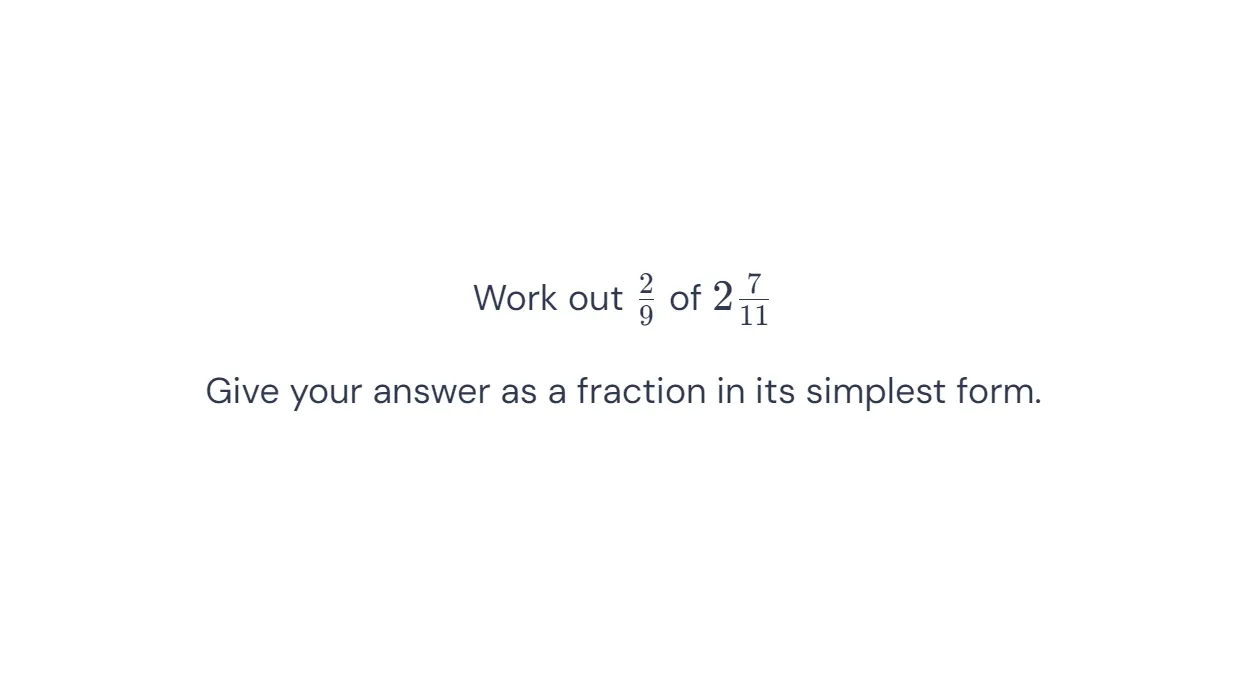 Work out $\frac{2}{9}$ of $2\frac{7}{11}$
Give your answer as a fraction in its simplest form.